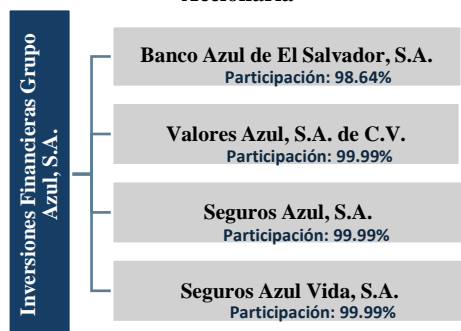 Inversiones Financieras Grupo
Azul, S.A.
Banco Azul de El Salvador, S.A.
Participación: 98.64%
Valores Azul, S.A. de C.V.
Participación: 99.99%
Seguros Azul, S.A.
Participación: 99.99%
Seguros Azul Vida, S.A.
Participación: 99.99%